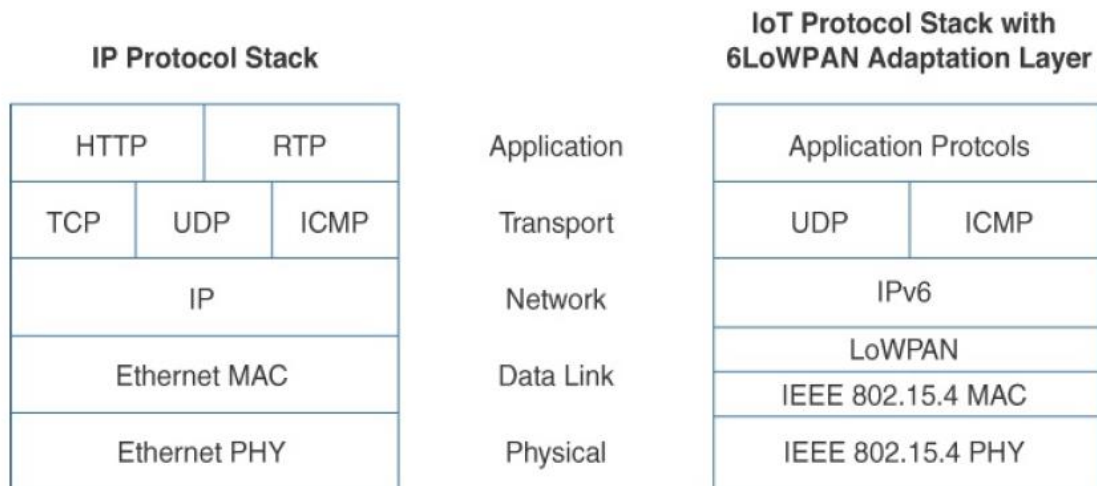 IP Protocol Stack
IoT Protocol Stack with
6LoWPAN Adaptation Layer
HTTP RTP Application Application Protcols
TCP UDP ICMP Transport UDP ICMP
IP Network IPv6
Ethernet MAC Data Link LoWPAN
IEEE 802.15.4 MAC
Ethernet PHY Physical IEEE 802.15.4 PHY